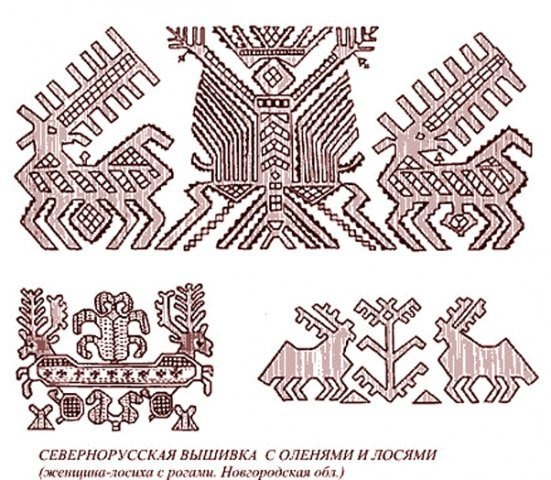 СЕВЕРНОРУССКАЯ ВЫШИВКА С ОЛЕНЯМИ И ЛОСЯМИ
(женщина-лосиха с рогами. Новгородская обл.)